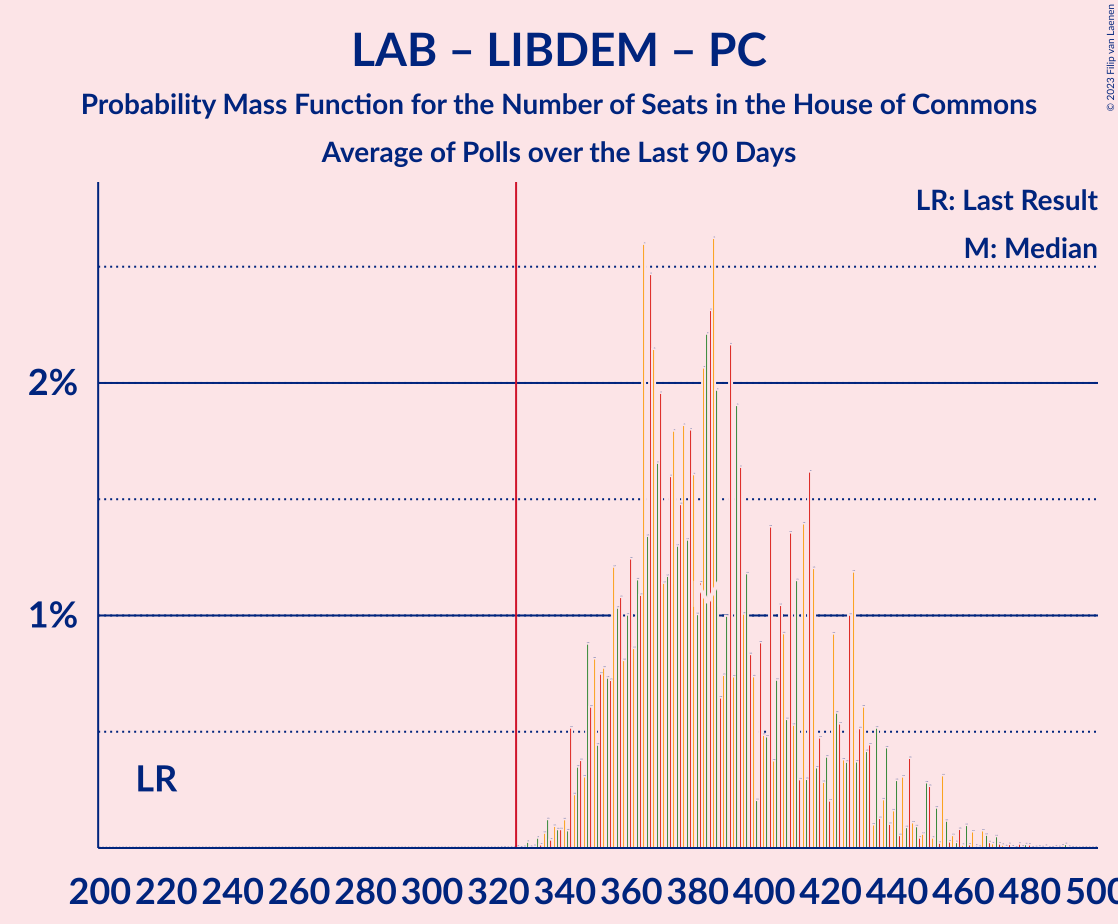 LAB – LIBDEM – PC
Probability Mass Function for the Number of Seats in the House of Commons
Average of Polls over the Last 90 Days
© 2023 Filip van Laenen
LR: Last Result
M: Median
2%
1%
LR
200 220 240 260 280 300 320 340 360 380 400 420 440 460 480 500